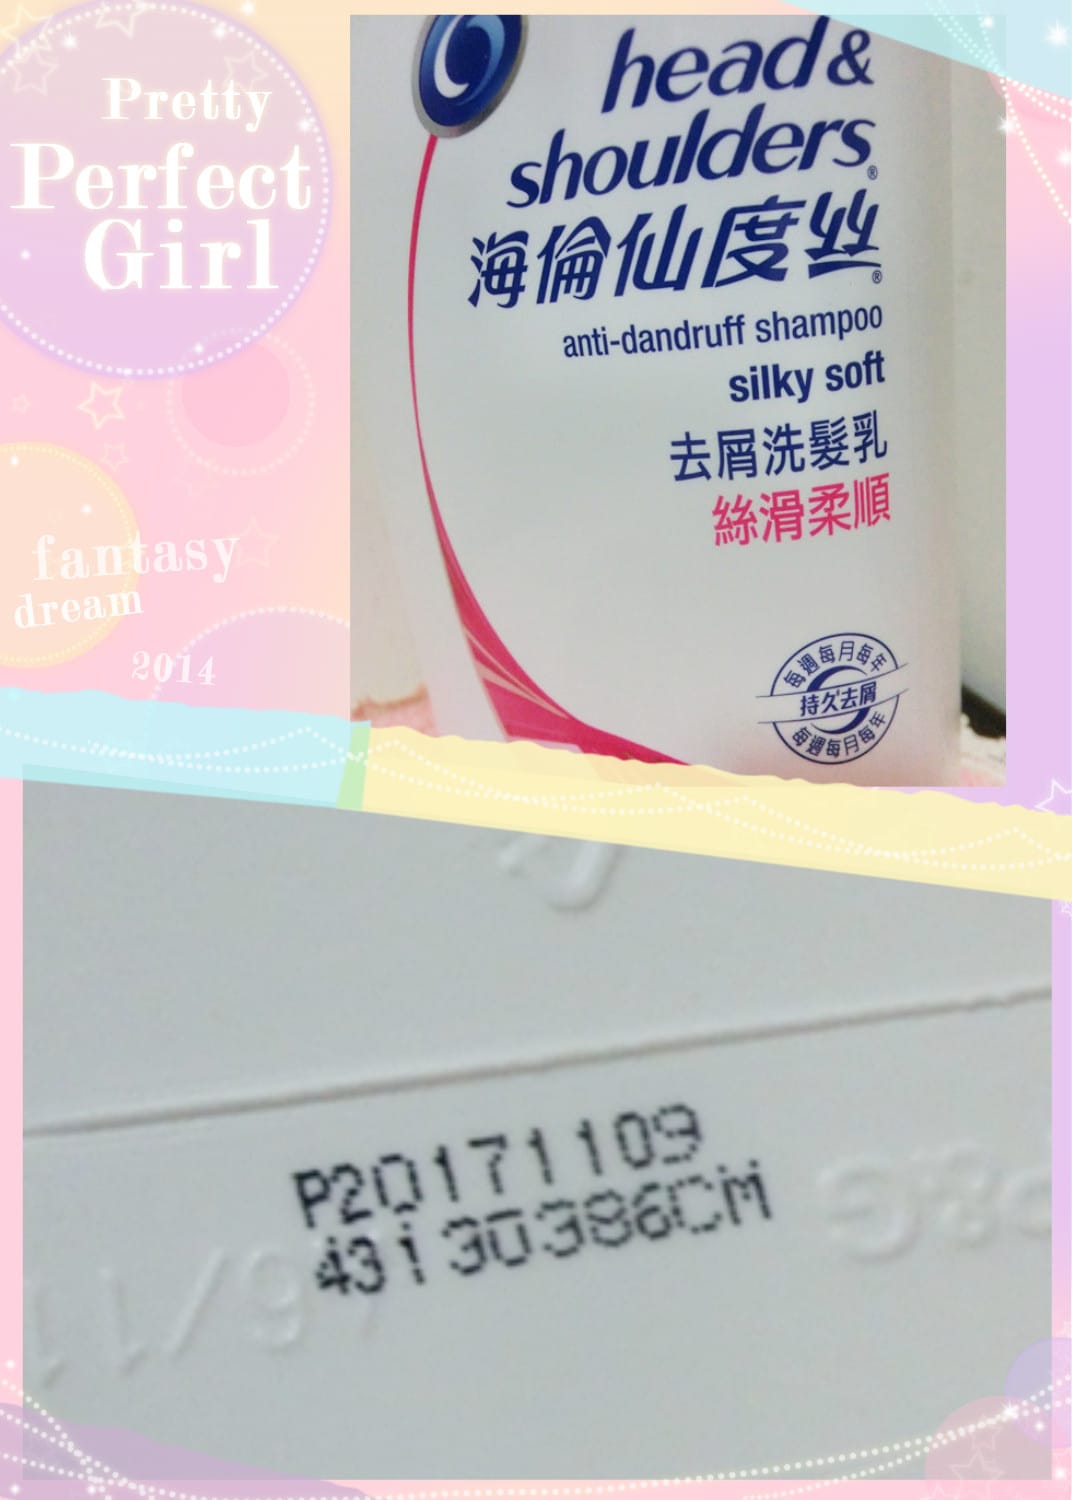 Pretty
Perfect
Girl
fantasy
dream
2014
head &
shoulders®
海倫仙度絲®
anti-dandruff shampoo
silky soft
去屑洗髮乳
絲滑柔順
每週每月每年
持久去屑
每週每月每年
P20171109
43130386CM